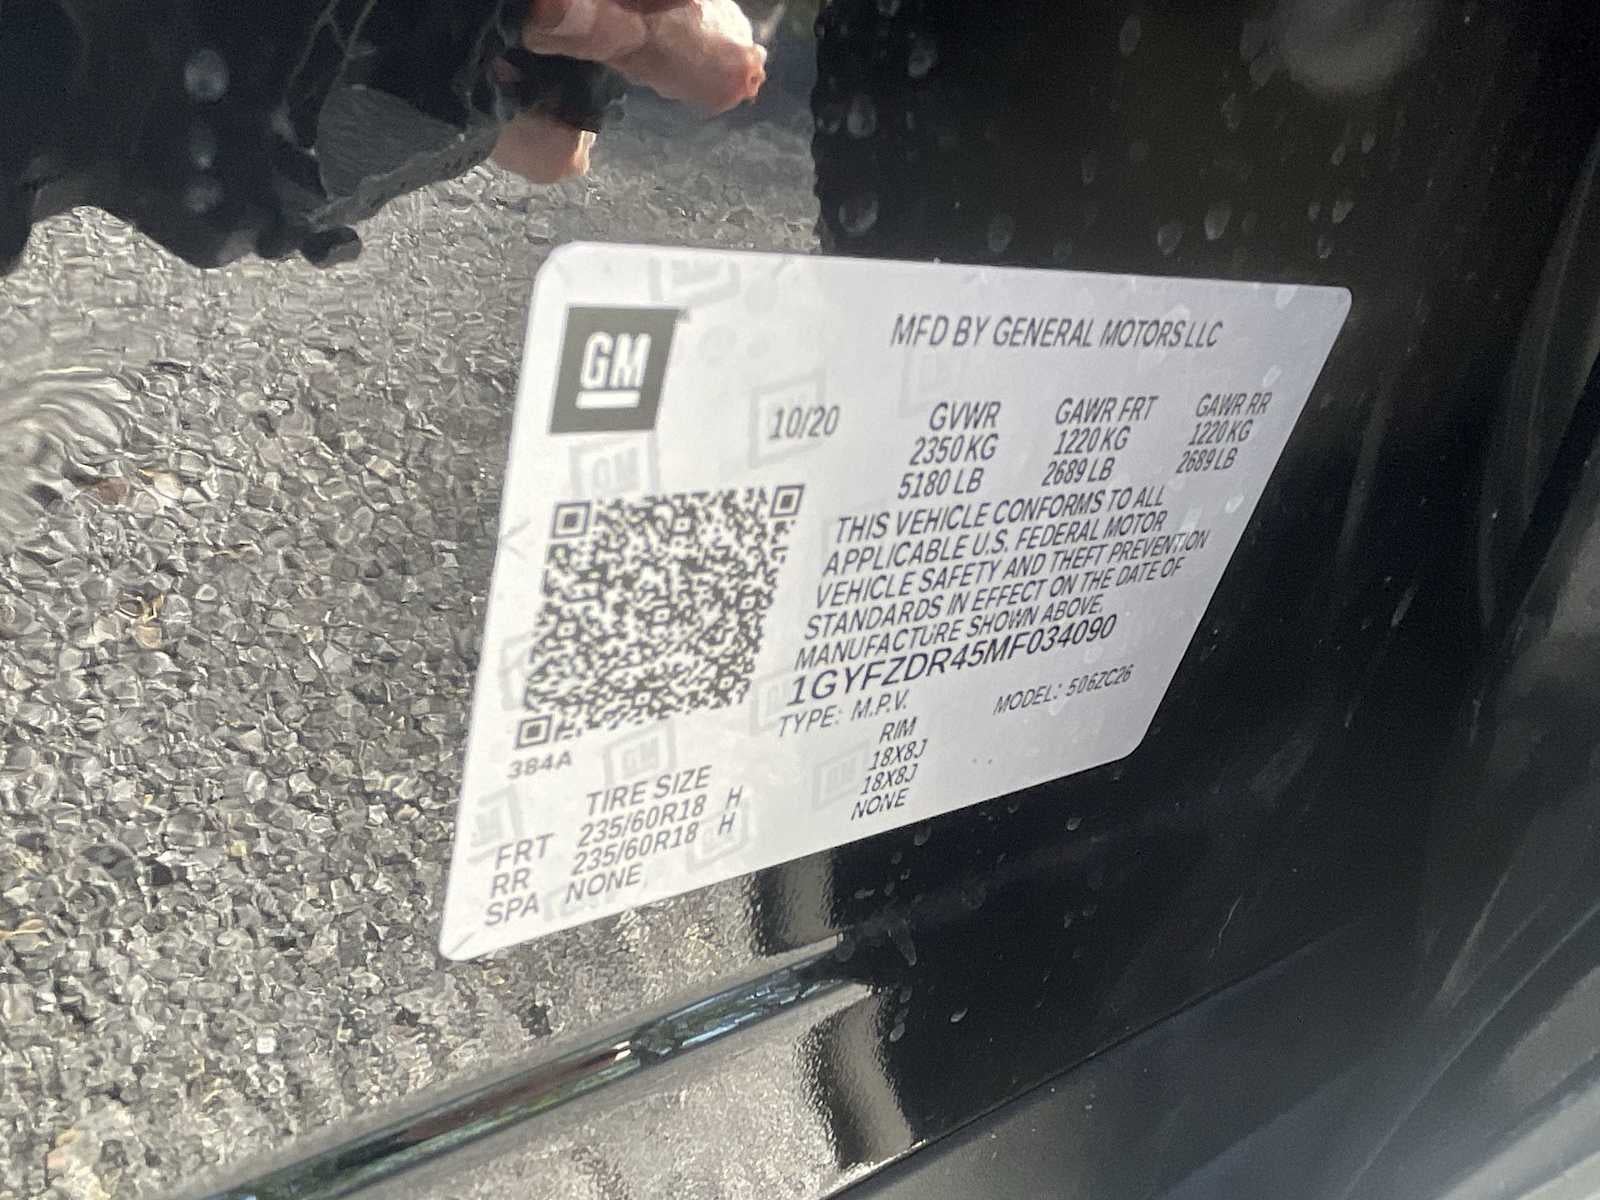 GM
MFD BY GENERAL MOTORS LLC
10/20 GVWR GAWR FRT GAWR RR
2350 KG 1220 KG 1220 KG
5180 LB 2689 LB 2689 LB
THIS VEHICLE CONFORMS TO ALL
APPLICABLE U.S. FEDERAL MOTOR
VEHICLE SAFETY AND THEFT PREVENTION
STANDARDS IN EFFECT ON THE DATE OF
MANUFACTURE SHOWN ABOVE.
1GYFZDR45MF034090
TYPE: M.P.V. MODEL: 506ZC26
384A
TIRE SIZE RIM
FRT 235/60R18 H 18X8J
RR 235/60R18 H 18X8J
SPA NONE NONE